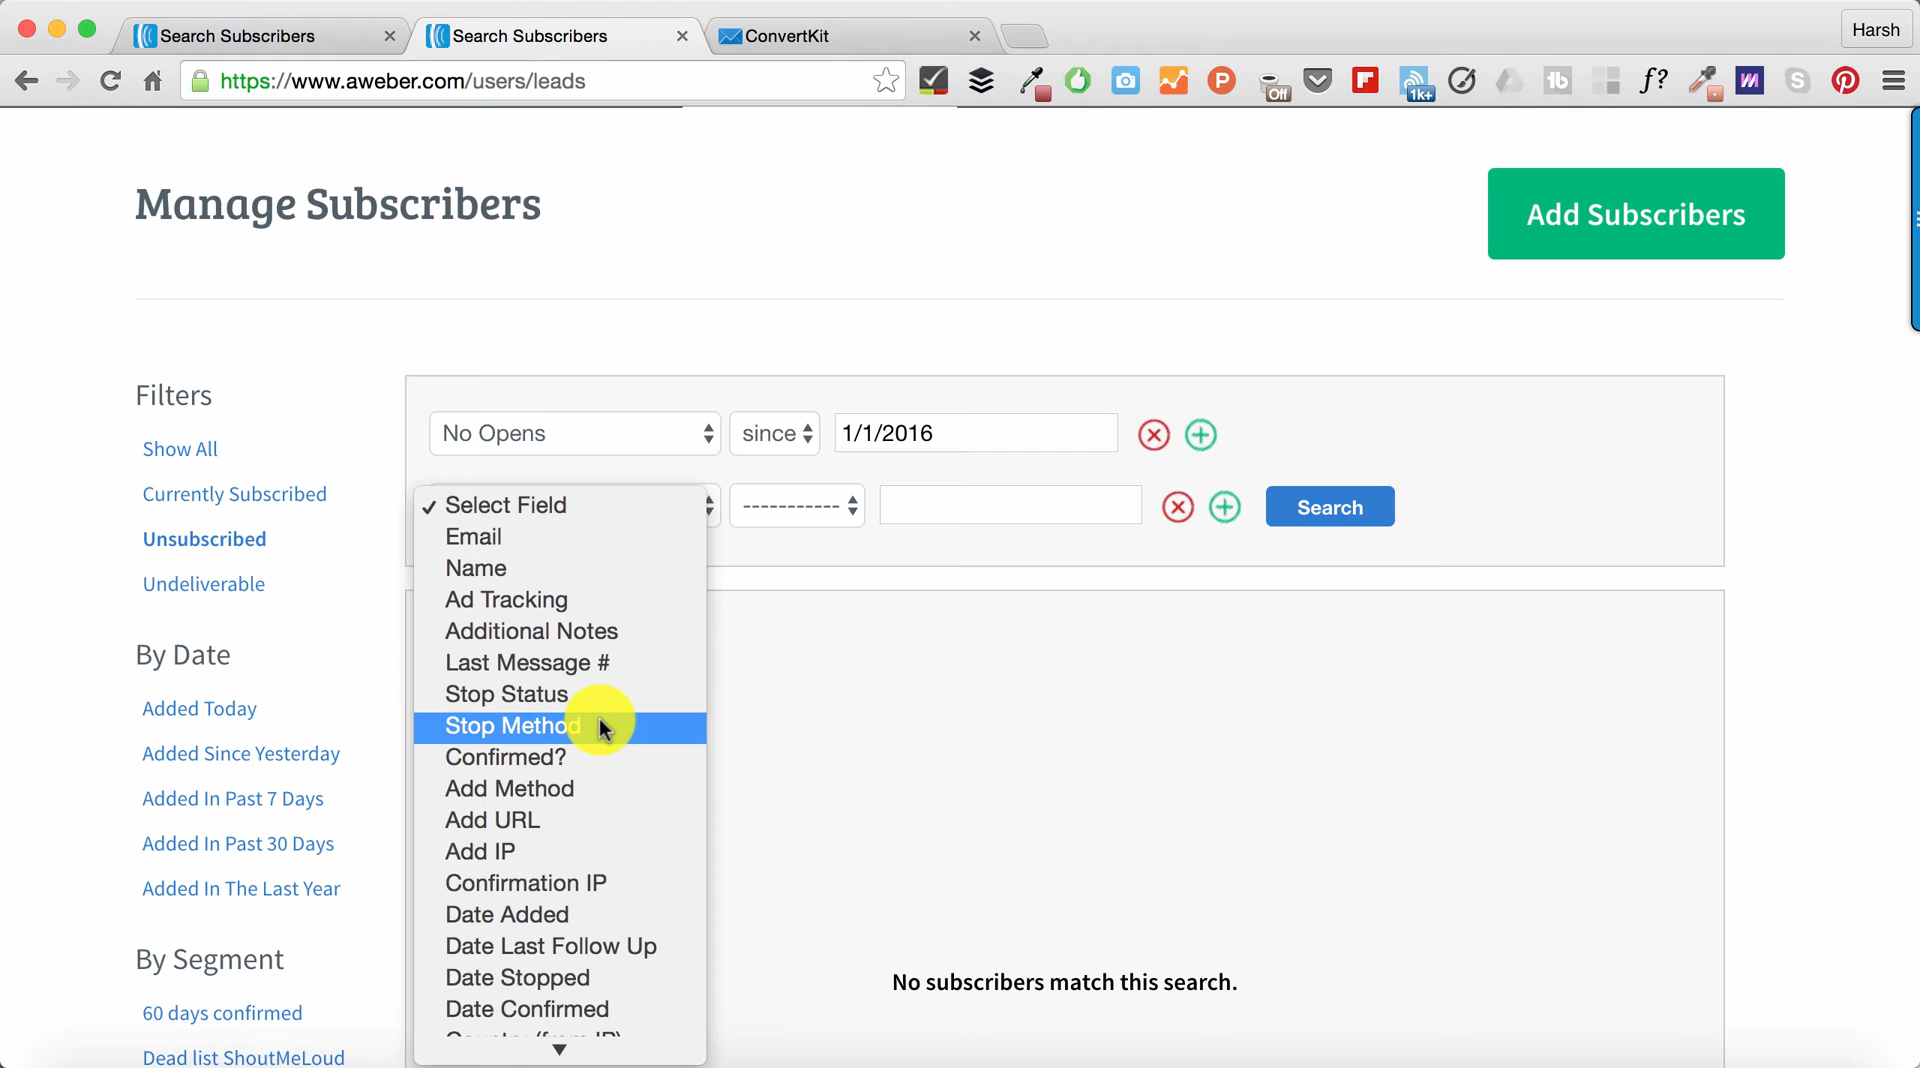 Search Subscribers
Search Subscribers
ConvertKit
Harsh
https://www.aweber.com/users/leads
Off
1k+
f?
Manage Subscribers
Add Subscribers
Filters
Show All
Currently Subscribed
Unsubscribed
Undeliverable
By Date
Added Today
Added Since Yesterday
Added In Past 7 Days
Added In Past 30 Days
Added In The Last Year
By Segment
60 days confirmed
Dead list ShoutMeLoud
No Opens since 1/1/2016
----------- Search
✓ Select Field
Email
Name
Ad Tracking
Additional Notes
Last Message #
Stop Status
Stop Method
Confirmed?
Add Method
Add URL
Add IP
Confirmation IP
Date Added
Date Last Follow Up
Date Stopped
Date Confirmed
Country (from IP)
No subscribers match this search.